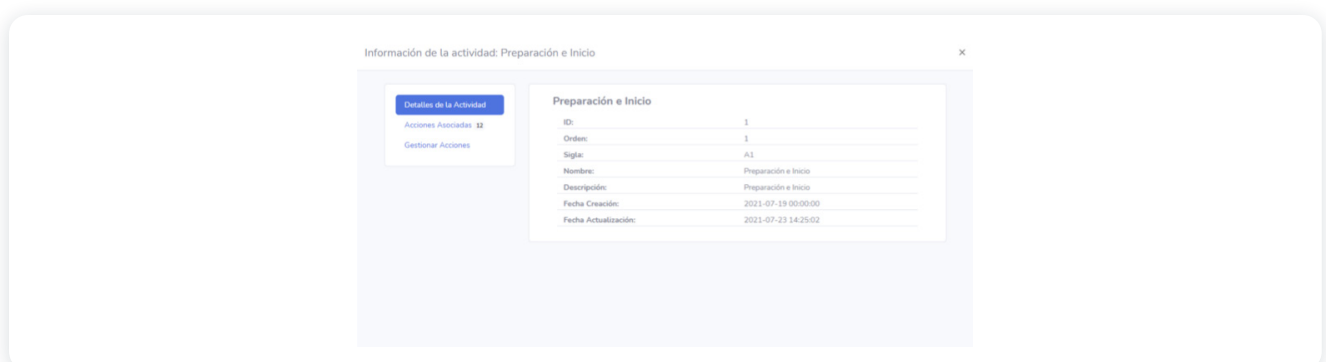 Información de la actividad: Preparación e Inicio ×
Detalles de la Actividad
Acciones Asociadas 12
Gestionar Acciones
Preparación e Inicio
ID: 1
Orden: 1
Sigla: A1
Nombre: Preparación e Inicio
Descripción: Preparación e Inicio
Fecha Creación: 2021-07-19 00:00:00
Fecha Actualización: 2021-07-23 14:25:02